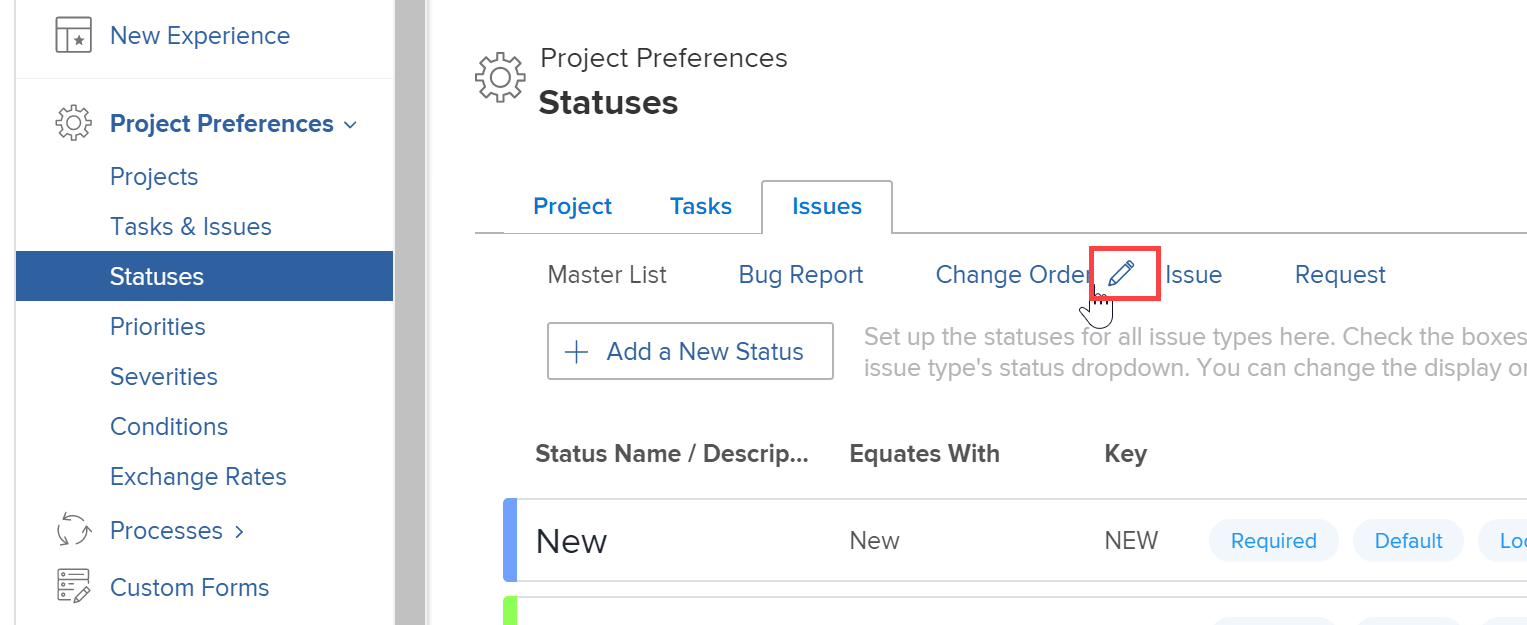 New Experience
Project Preferences
Projects
Tasks & Issues
Statuses
Priorities
Severities
Conditions
Exchange Rates
Processes
Custom Forms
Project Preferences
Statuses
Project Tasks Issues
Master List Bug Report Change Order Issue Request
Add a New Status
Set up the statuses for all issue types here. Check the boxes
issue type's status dropdown. You can change the display
Status Name / Descrip... Equates With Key
New New NEW Required Default